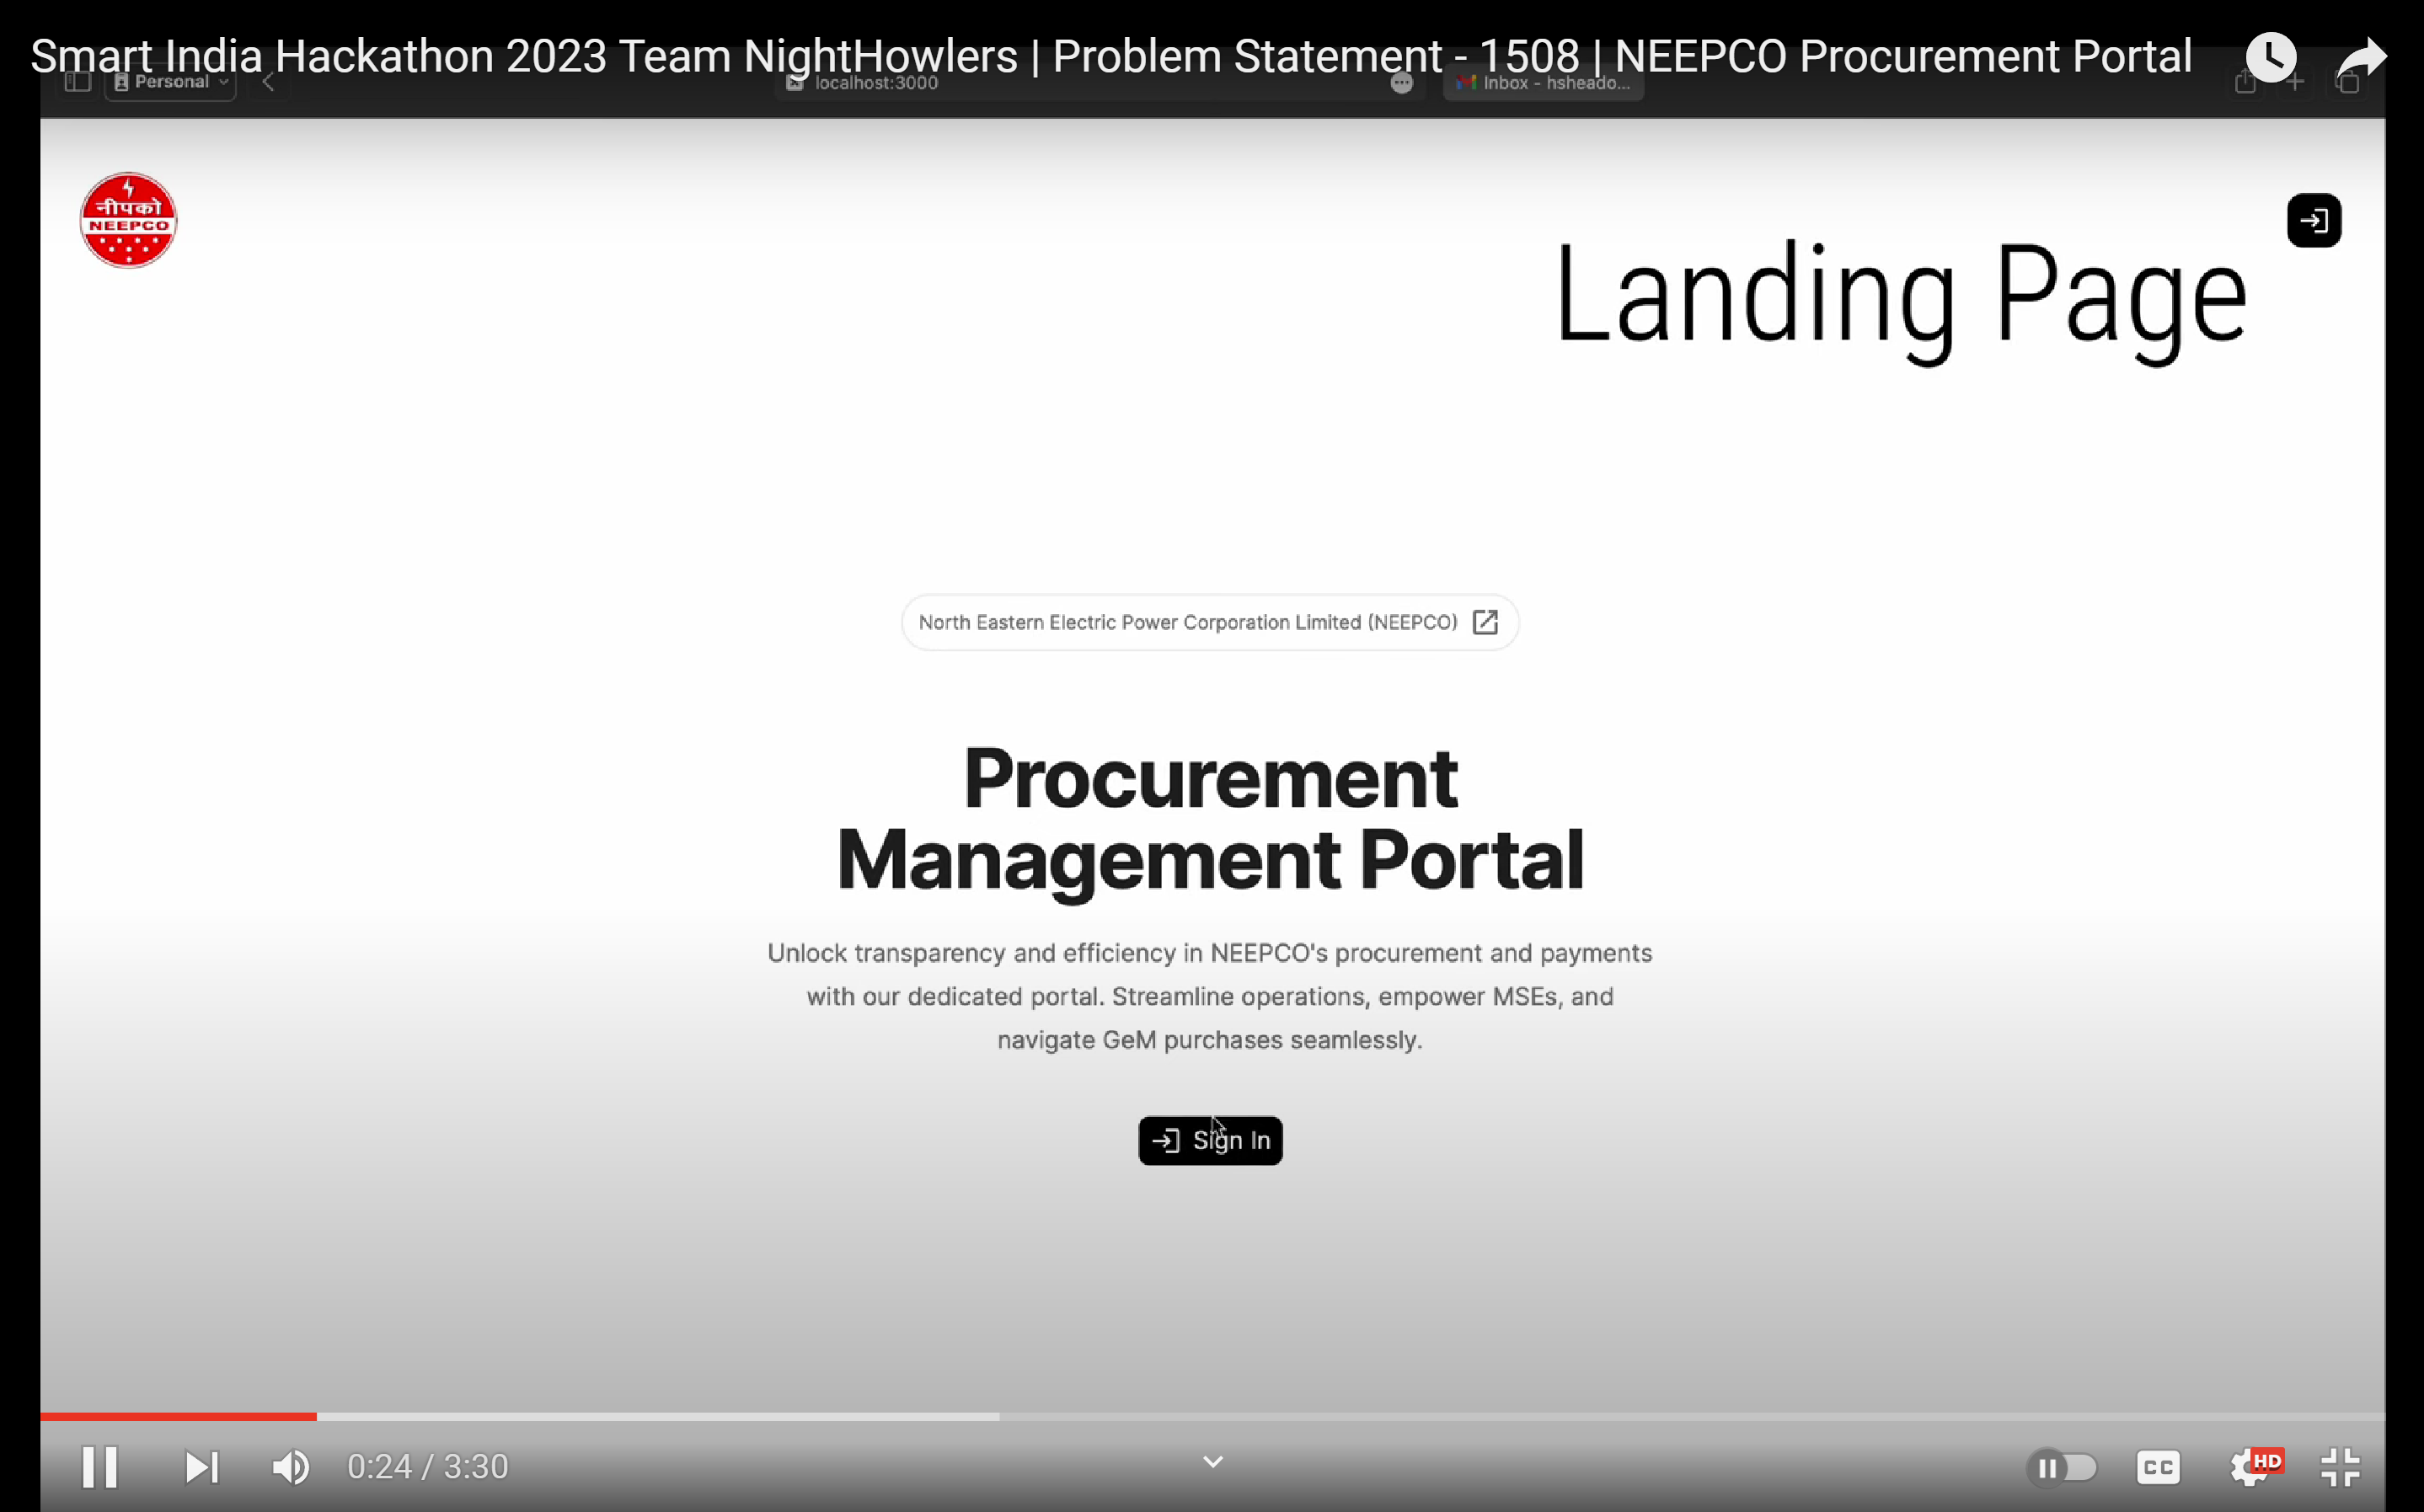 Smart India Hackathon 2023 Team NightHowlers | Problem Statement - 1508 | NEEPCO Procurement Portal
Personal
localhost:3000
Inbox - hsheado...
नीपको
NEEPCO
Landing Page
North Eastern Electric Power Corporation Limited (NEEPCO)
Procurement
Management Portal
Unlock transparency and efficiency in NEEPCO's procurement and payments
with our dedicated portal. Streamline operations, empower MSEs, and
navigate GeM purchases seamlessly.
Sign In
0:24 / 3:30
CC
HD